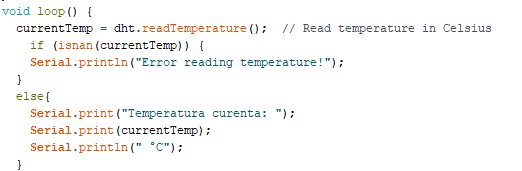 void loop() {
currentTemp = dht.readTemperature();  // Read temperature in Celsius
if (isnan(currentTemp)) {
Serial.println("Error reading temperature!");
}
else{
Serial.print("Temperatura curenta: ");
Serial.print(currentTemp);
Serial.println(" °C");
}